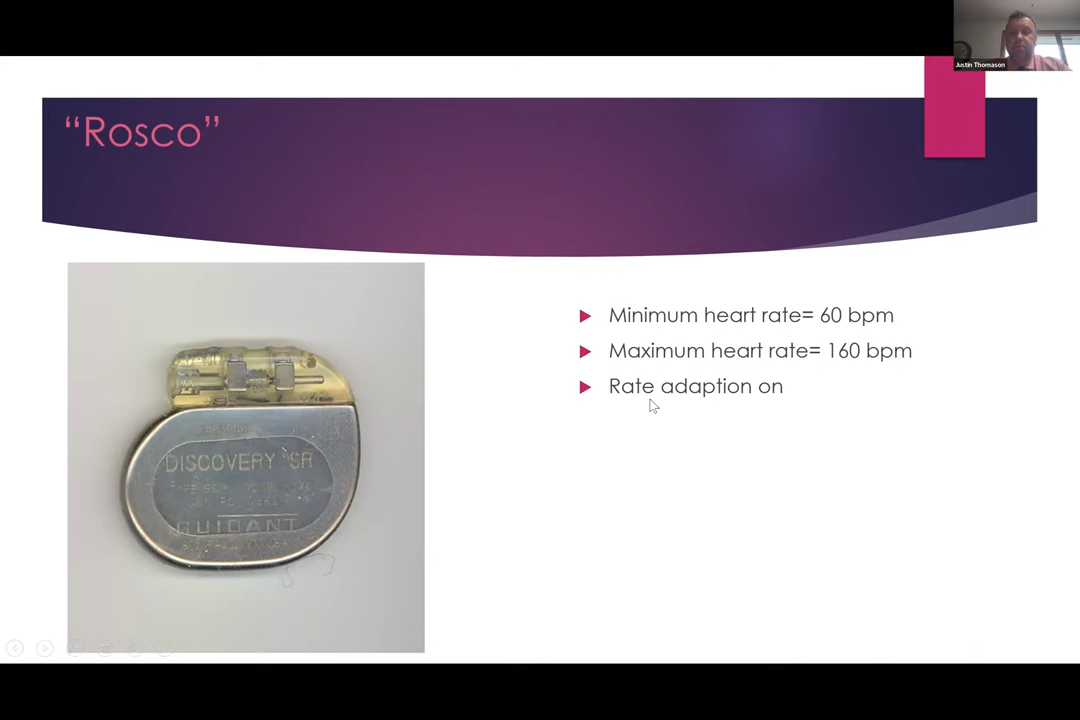 Justin Thomason
“Rosco”
Minimum heart rate= 60 bpm
Maximum heart rate= 160 bpm
Rate adaption on
DISCOVERY SR
GUIDANT